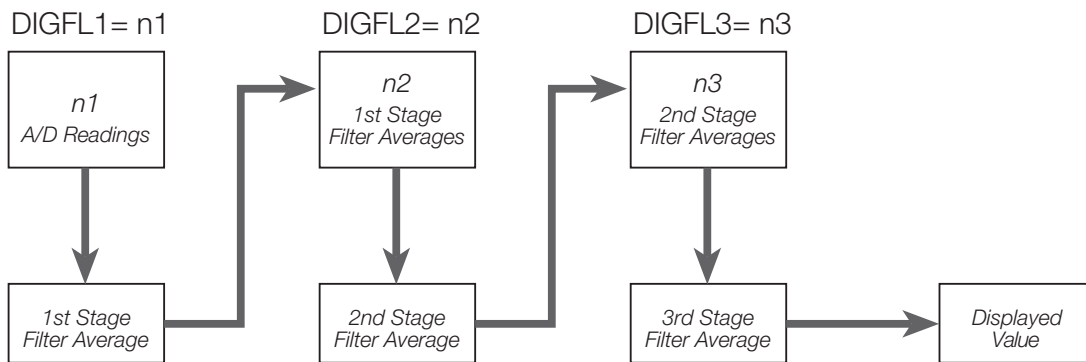 DIGFL1= n1
DIGFL2= n2
DIGFL3= n3
n1
A/D Readings
n2
1st Stage
Filter Averages
n3
2nd Stage
Filter Averages
1st Stage
Filter Average
2nd Stage
Filter Average
3rd Stage
Filter Average
Displayed
Value